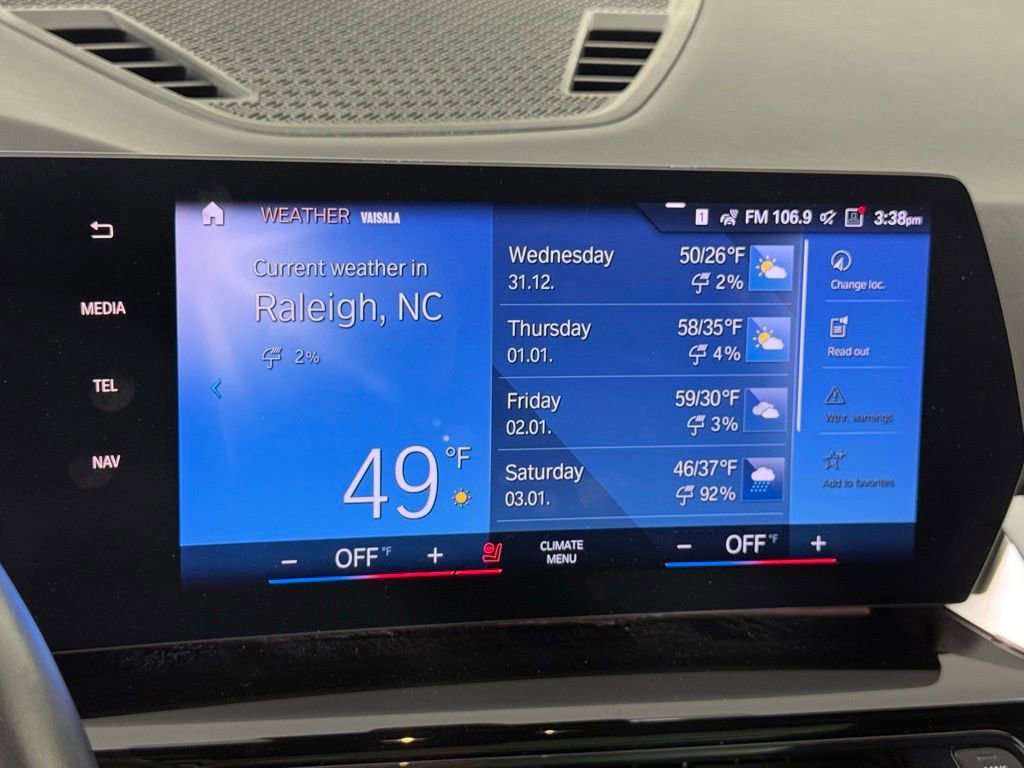 WEATHER VAISALA
1 FM 106.9 3:38pm
MEDIA
TEL
NAV
Current weather in
Raleigh, NC
2%
49°F
Wednesday 50/26°F
31.12. 2%
Thursday 58/35°F
01.01. 4%
Friday 59/30°F
02.01. 3%
Saturday 46/37°F
03.01. 92%
Change loc.
Read out
Wthr. warnings
Add to favorites
– OFF °F +
CLIMATE
MENU
– OFF °F +